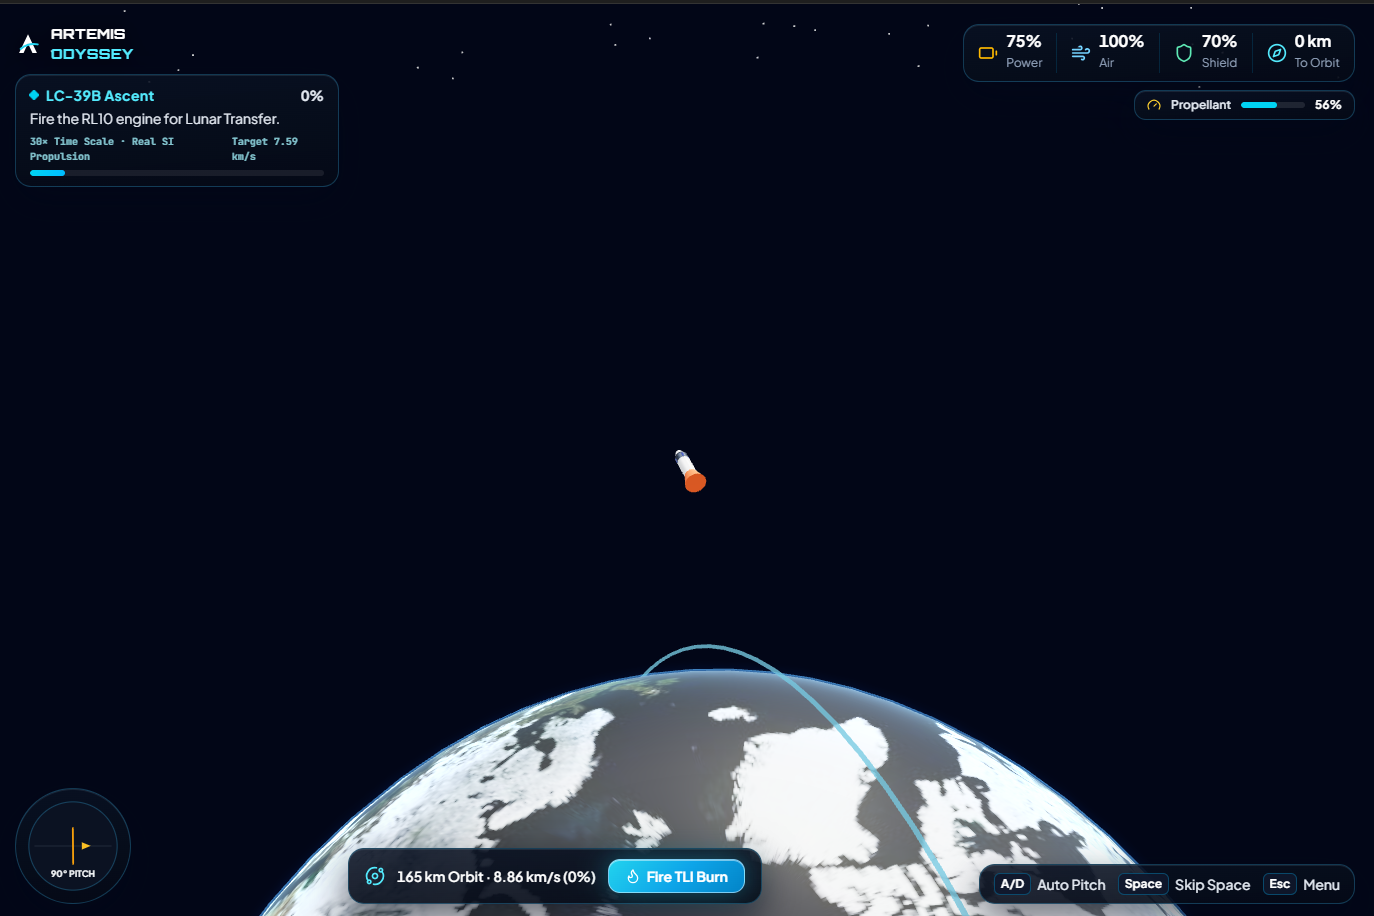 ARTEMIS
ODYSSEY
LC-39B Ascent 0%
Fire the RL10 engine for Lunar Transfer.
30× Time Scale · Real SI Propulsion
Target 7.59 km/s
75% Power
100% Air
70% Shield
0 km To Orbit
Propellant 56%
90° PITCH
165 km Orbit · 8.86 km/s (0%)
Fire TLI Burn
A/D Auto Pitch Space Skip Space Esc Menu